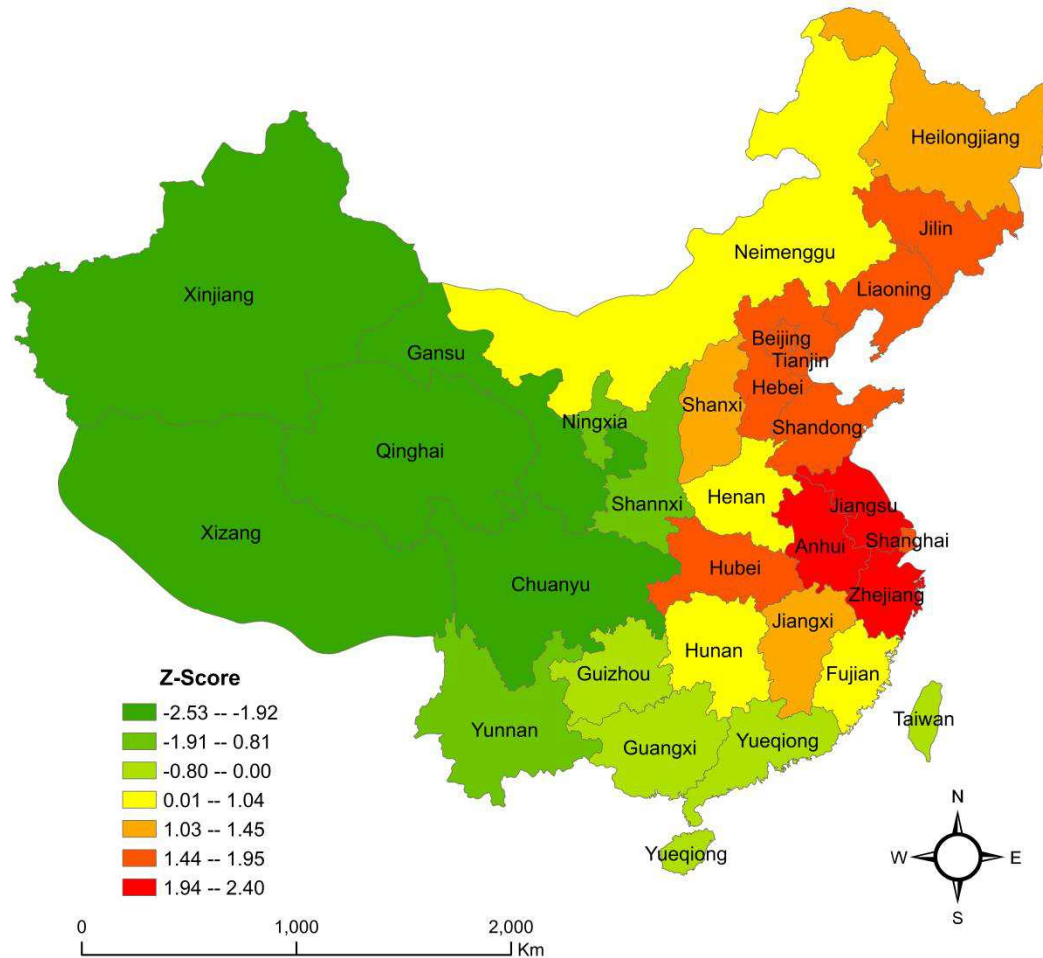 Heilongjiang
Jilin
Neimenggu
Liaoning
Xinjiang
Beijing
Gansu
Tianjin
Hebei
Shanxi
Ningxia
Shandong
Qinghai
Henan
Shannxi
Jiangsu
Xizang
Anhui
Shanghai
Hubei
Chuanyu
Zhejiang
Jiangxi
Hunan
Guizhou
Fujian
Taiwan
Yunnan
Guangxi
Yueqiong
Yueqiong
Z-Score
-2.53 -- -1.92
-1.91 -- 0.81
-0.80 -- 0.00
0.01 -- 1.04
1.03 -- 1.45
1.44 -- 1.95
1.94 -- 2.40
N
W
E
S
0 1,000 2,000
Km